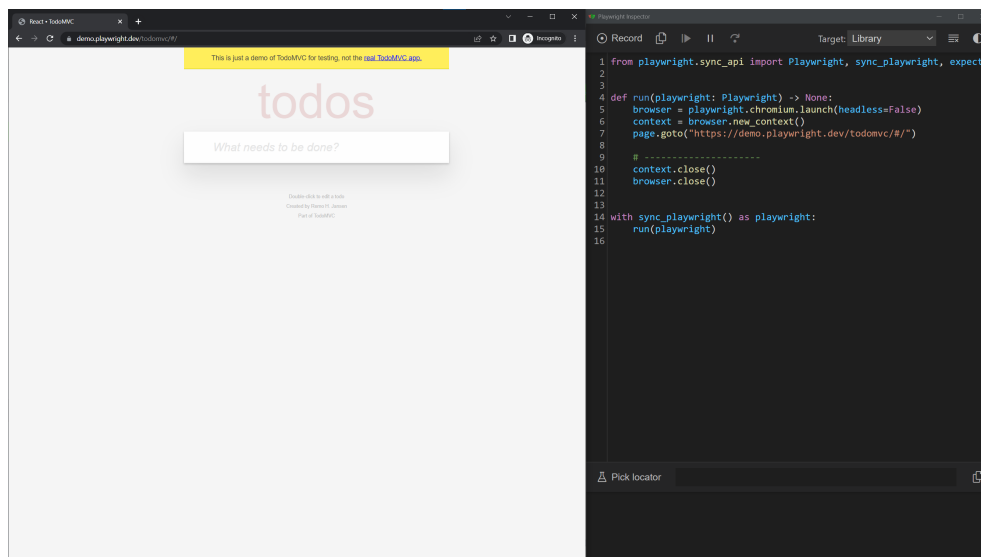 React • TodoMVC
demo.playwright.dev/todomvc/#/
Incognito
This is just a demo of TodoMVC for testing, not the real TodoMVC app.
todos
What needs to be done?
Double-click to edit a todo
Created by Remo H. Jansen
Part of TodoMVC
Playwright Inspector
Record
Target: Library
1 from playwright.sync_api import Playwright, sync_playwright, expect
2
3
4 def run(playwright: Playwright) -> None:
5     browser = playwright.chromium.launch(headless=False)
6     context = browser.new_context()
7     page.goto("https://demo.playwright.dev/todomvc/#/")
8
9     # ---------------------
10     context.close()
11     browser.close()
12
13
14 with sync_playwright() as playwright:
15     run(playwright)
16
Pick locator